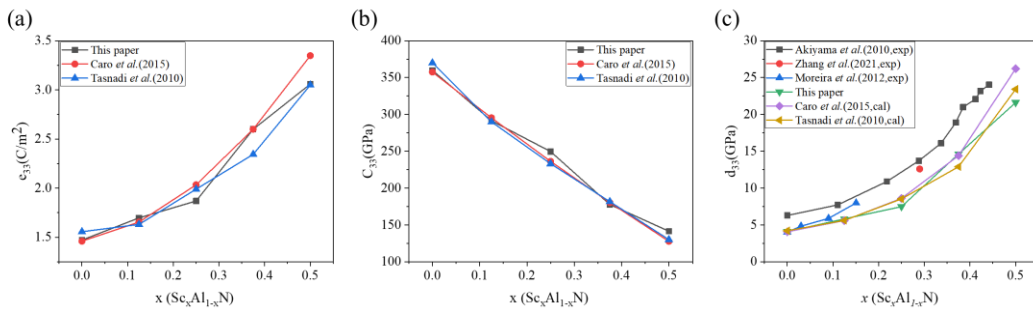 (a)
3.5
3.0
2.5
2.0
1.5
e₃₃(C/m²)
This paper
Caro et al.(2015)
Tasnadi et al.(2010)
0.0 0.1 0.2 0.3 0.4 0.5
x (ScₓAl₁₋ₓN)
(b)
400
350
300
250
200
150
100
C₃₃(GPa)
This paper
Caro et al.(2015)
Tasnadi et al.(2010)
0.0 0.1 0.2 0.3 0.4 0.5
x (ScₓAl₁₋ₓN)
(c)
30
25
20
15
10
5
0
d₃₃(GPa)
Akiyama et al.(2010,exp)
Zhang et al.(2021,exp)
Moreira et al.(2012,exp)
This paper
Caro et al.(2015,cal)
Tasnadi et al.(2010,cal)
0.0 0.1 0.2 0.3 0.4 0.5
x (ScₓAl₁₋ₓN)